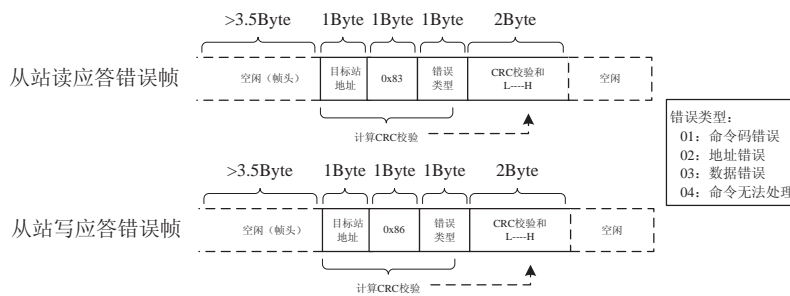 >3.5Byte 1Byte 1Byte 1Byte 2Byte
从站读应答错误帧
空闲（帧头）
目标站
地址
0x83
错误
类型
CRC校验和
L----H
空闲
计算CRC校验
>3.5Byte 1Byte 1Byte 1Byte 2Byte
从站写应答错误帧
空闲（帧头）
目标站
地址
0x86
错误
类型
CRC校验和
L----H
空闲
计算CRC校验
错误类型：
01：命令码错误
02：地址错误
03：数据错误
04：命令无法处理